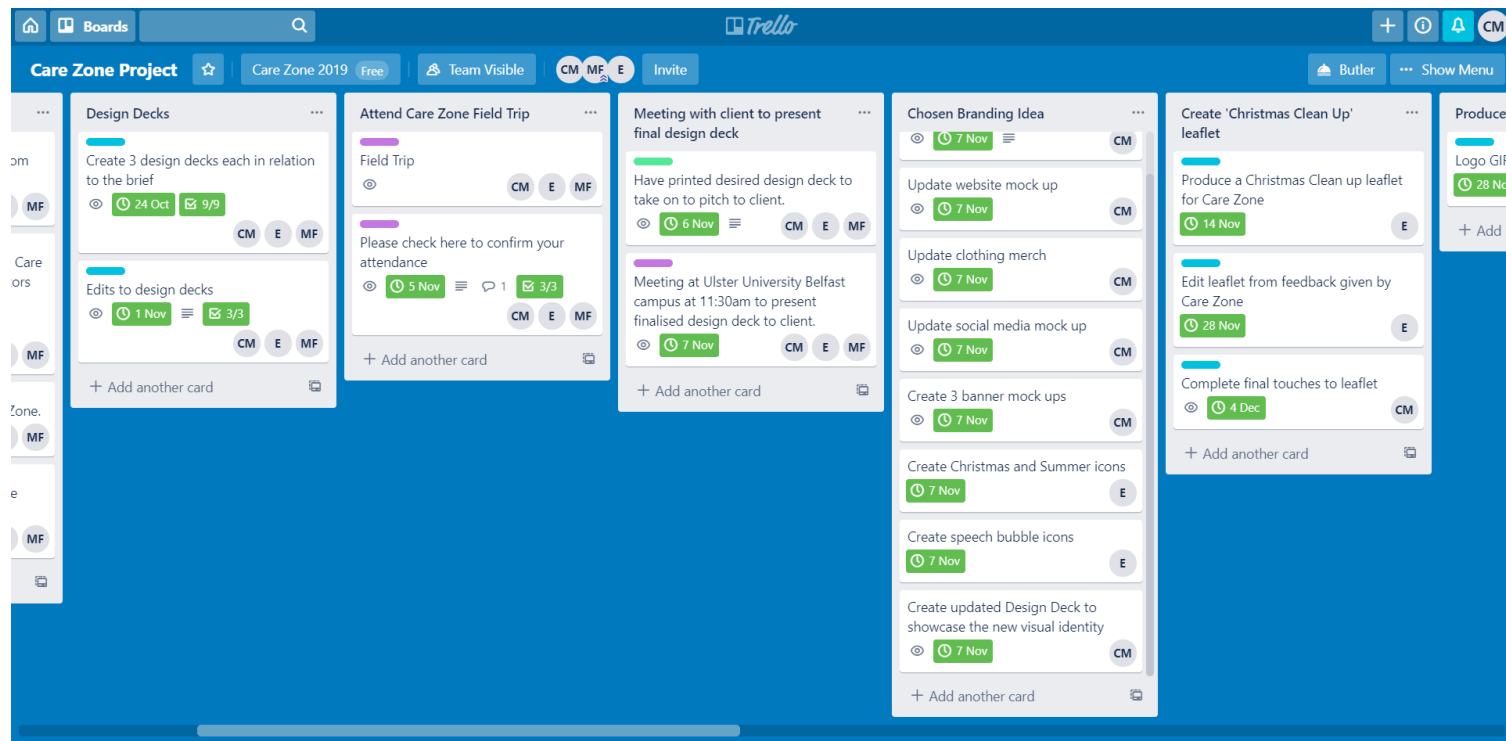 Boards
Trello
CM
Care Zone Project
Care Zone 2019 Free
Team Visible
CM MF E
Invite
Butler
... Show Menu
om
MF
Care
ors
MF
Zone.
MF
e
MF
Design Decks
Create 3 design decks each in relation
to the brief
24 Oct 9/9
CM E MF
Edits to design decks
1 Nov 3/3
CM E MF
+ Add another card
Attend Care Zone Field Trip
Field Trip
CM E MF
Please check here to confirm your
attendance
5 Nov 1 3/3
CM E MF
+ Add another card
Meeting with client to present
final design deck
Have printed desired design deck to
take on to pitch to client.
6 Nov CM E MF
Meeting at Ulster University Belfast
campus at 11:30am to present
finalised design deck to client.
7 Nov CM E MF
+ Add another card
Chosen Branding Idea
7 Nov CM
Update website mock up
7 Nov CM
Update clothing merch
7 Nov CM
Update social media mock up
7 Nov CM
Create 3 banner mock ups
7 Nov CM
Create Christmas and Summer icons
7 Nov E
Create speech bubble icons
7 Nov E
Create updated Design Deck to
showcase the new visual identity
7 Nov CM
+ Add another card
Create 'Christmas Clean Up'
leaflet
Produce a Christmas Clean up leaflet
for Care Zone
14 Nov E
Edit leaflet from feedback given by
Care Zone
28 Nov E
Complete final touches to leaflet
4 Dec CM
+ Add another card
Produce
Logo GIF
28 No
+ Add